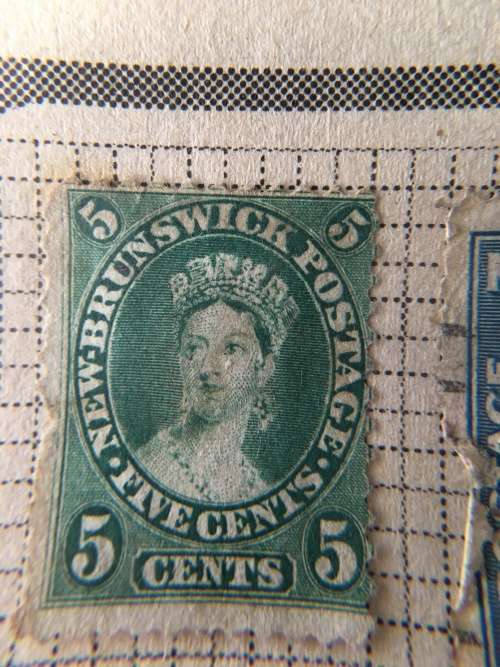 5 5
NEW-BRUNSWICK POSTAGE
· FIVE CENTS ·
5 CENTS 5